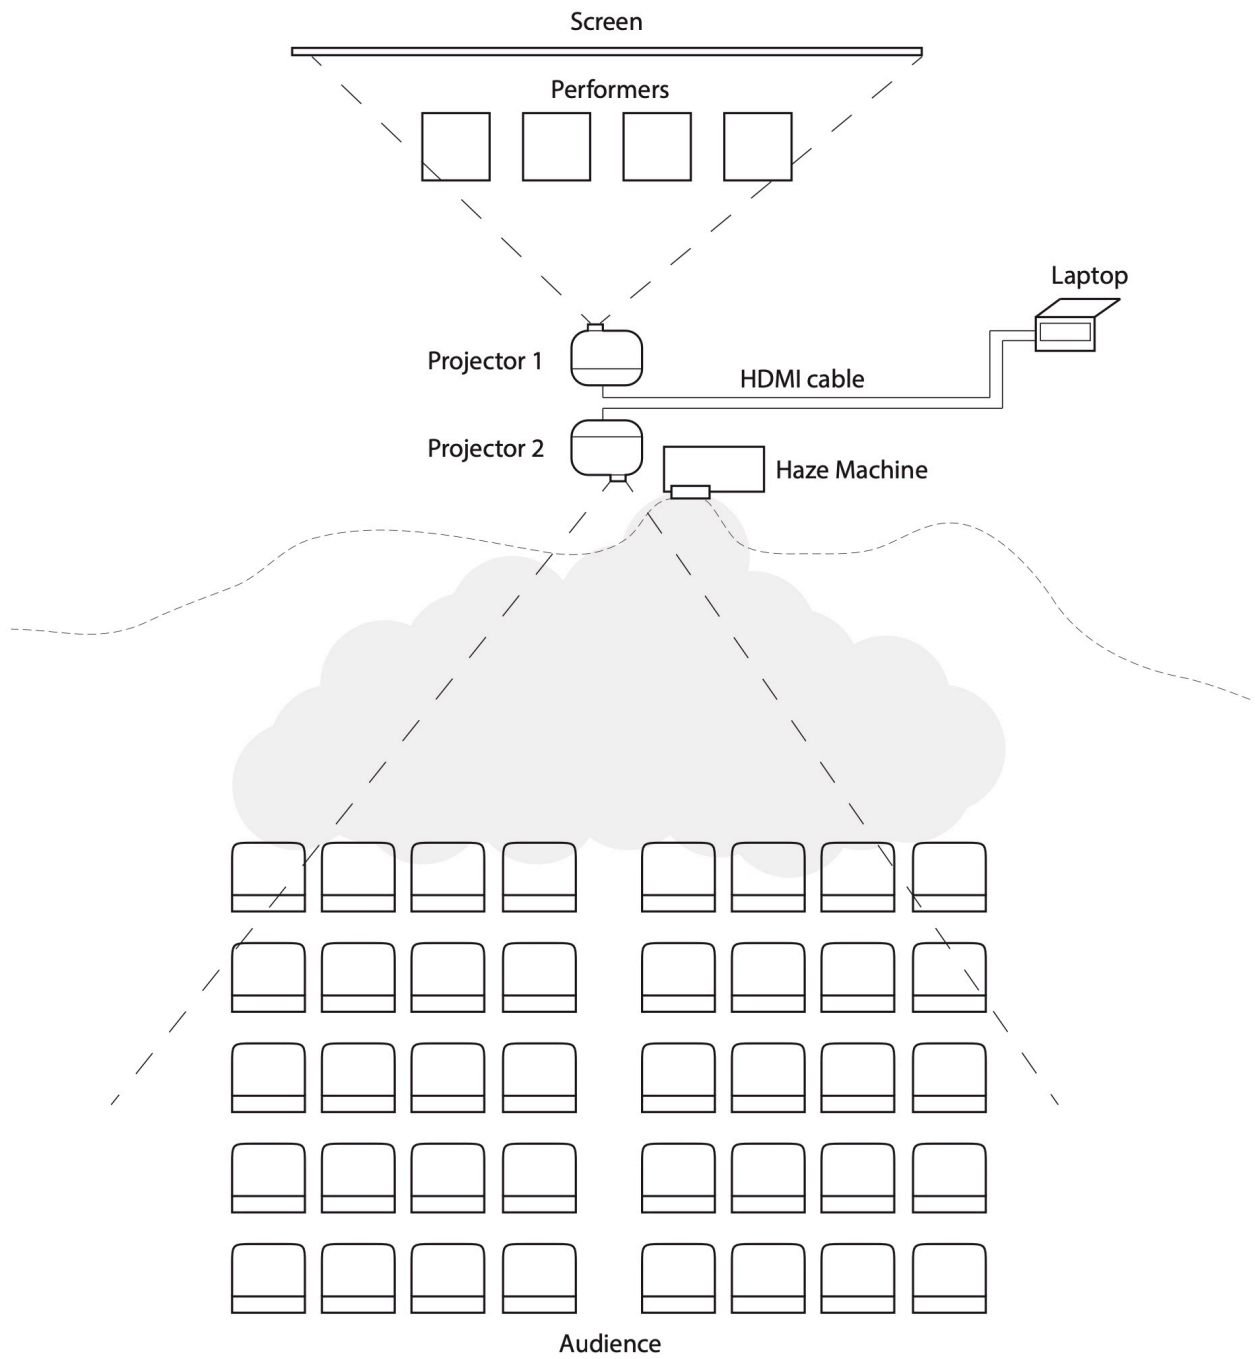 Screen
Performers
Laptop
Projector 1
HDMI cable
Projector 2
Haze Machine
Audience